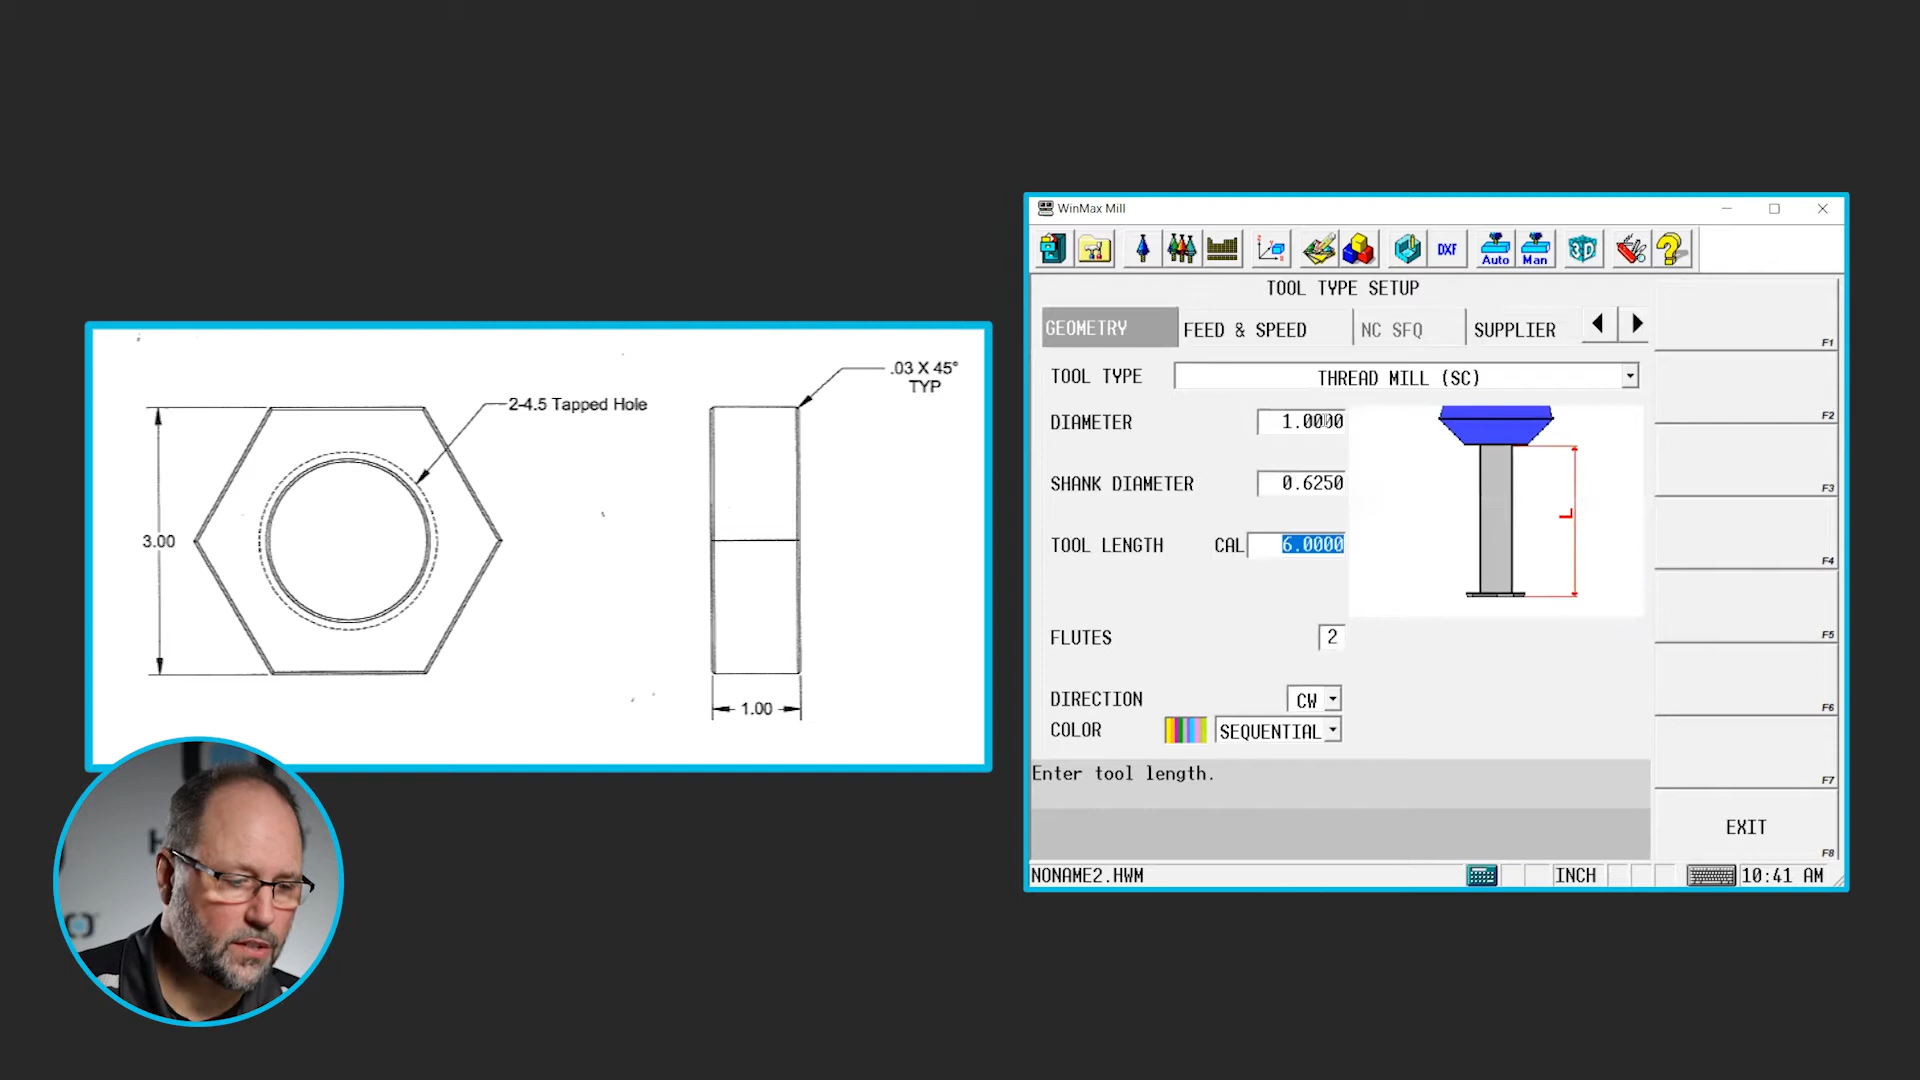 2-4.5 Tapped Hole
.03 X 45°
TYP
3.00
1.00
WinMax Mill
DXF
Auto
Man
3D
TOOL TYPE SETUP
GEOMETRY
FEED & SPEED
NC SFQ
SUPPLIER
F1
TOOL TYPE
THREAD MILL (SC)
DIAMETER
1.0000
F2
SHANK DIAMETER
0.6250
F3
TOOL LENGTH
CAL
6.0000
L
F4
FLUTES
2
F5
DIRECTION
CW
F6
COLOR
SEQUENTIAL
Enter tool length.
F7
EXIT
F8
NONAME2.HWM
INCH
10:41 AM